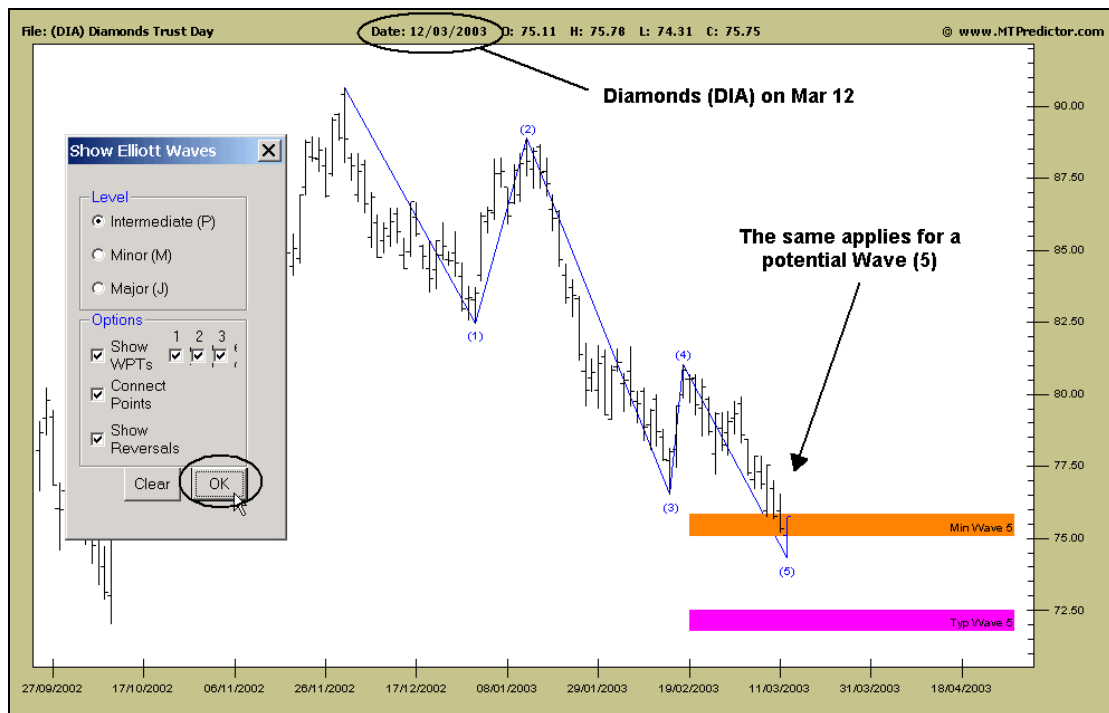 File: (DIA) Diamonds Trust Day Date: 12/03/2003 O: 75.11 H: 75.76 L: 74.31 C: 75.75 @ www.MTPredictor.com
Diamonds (DIA) on Mar 12
Show Elliott Waves
Level
Intermediate (P)
Minor (M)
Major (J)
Options
Show WPTs 1 2 3
Connect Points
Show Reversals
Clear OK
(1)
(2)
(3)
(4)
(5)
The same applies for a
potential Wave (5)
Min Wave 5
Typ Wave 5
90.00
87.50
85.00
82.50
80.00
77.50
75.00
72.50
27/09/2002 17/10/2002 06/11/2002 26/11/2002 17/12/2002 08/01/2003 29/01/2003 19/02/2003 11/03/2003 31/03/2003 18/04/2003